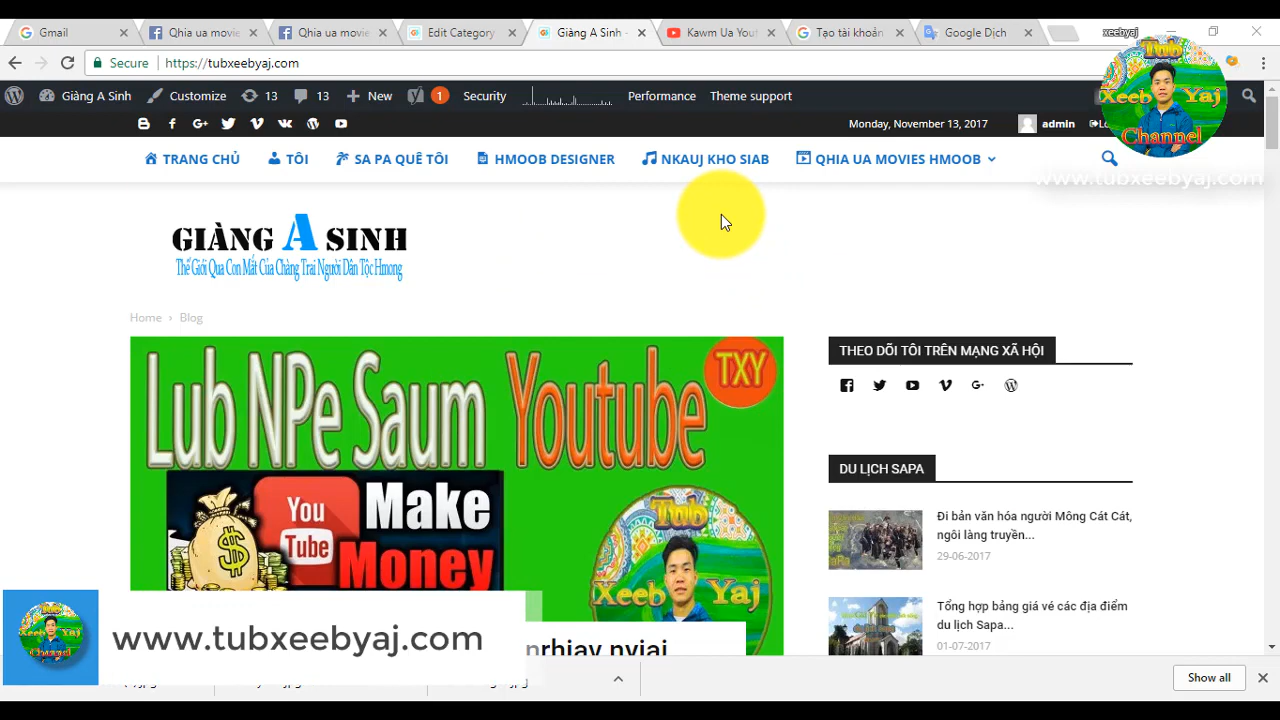 Gmail
Qhia ua movie
Qhia ua movie
Edit Category
Giàng A Sinh -
Kawm Ua You
Tạo tài khoản
Google Dịch
xeebyaj
Secure
https://tubxeebyaj.com
Giàng A Sinh
Customize
13
13
New
1
Security
Performance
Theme support
Monday, November 13, 2017
admin
Tub
Xeeb Yaj
Channel
www.tubxeebyaj.com
TRANG CHỦ
TÔI
SA PA QUÊ TÔI
HMOOB DESIGNER
NKAUJ KHO SIAB
QHIA UA MOVIES HMOOB
GIÀNG A SINH
Thế Giới Qua Con Mắt Của Chàng Trai Người Dân Tộc Hmong
Home › Blog
THEO DÕI TÔI TRÊN MẠNG XÃ HỘI
Lub NPe Saum Youtube
TXY
You
Tube
Make
Money
Tub
Xeeb Yaj
DU LỊCH SAPA
Đi bản văn hóa người Mông Cát Cát,
ngôi làng truyền...
29-06-2017
Tổng hợp bảng giá vé các địa điểm
du lịch Sapa...
01-07-2017
nrhiav nyiaj
www.tubxeebyaj.com
Show all